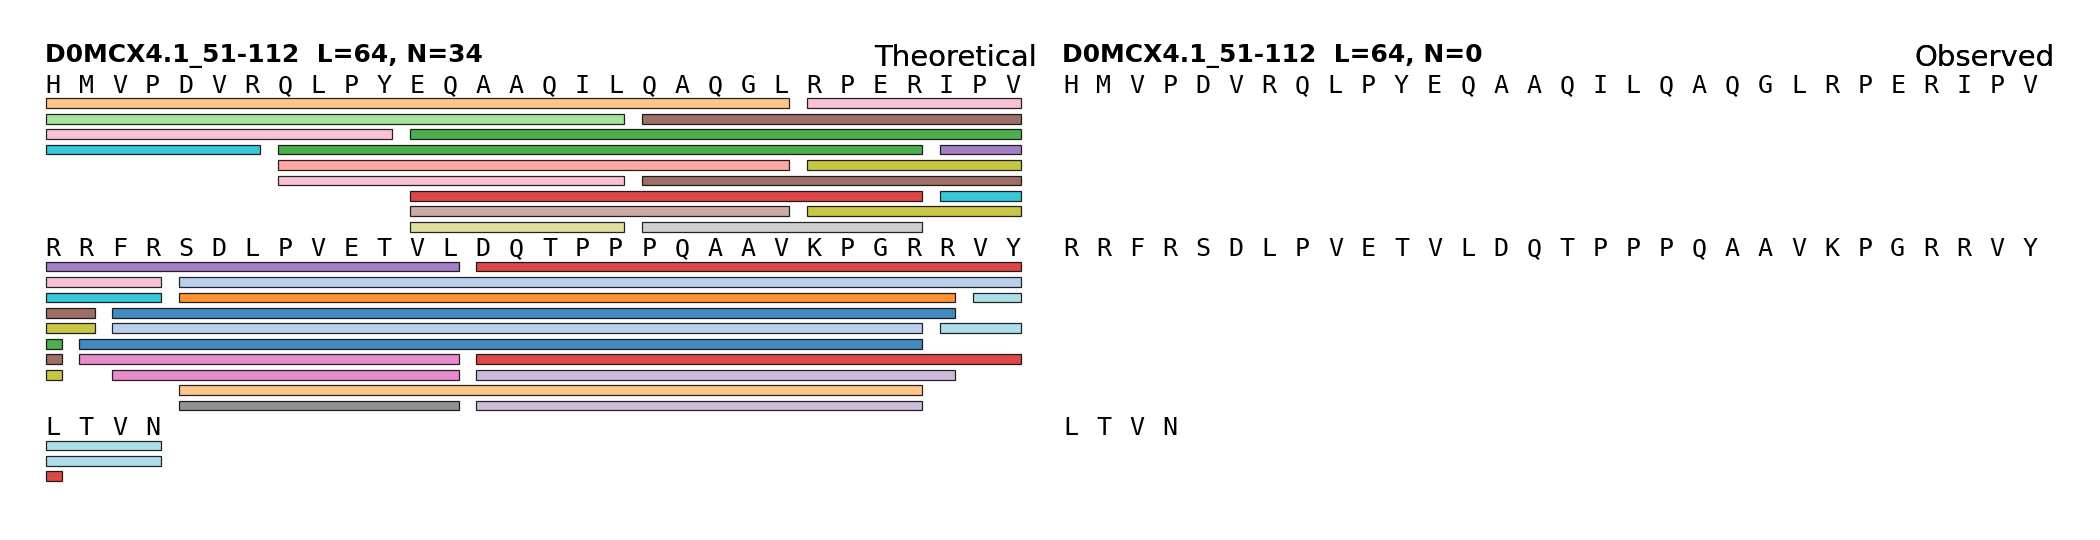 D0MCX4.1_51-112 L=64, N=34 Theoretical
H M V P D V R Q L P Y E Q A A Q I L Q A Q G L R P E R I P V
R R F R S D L P V E T V L D Q T P P P Q A A V K P G R R V Y
L T V N
D0MCX4.1_51-112 L=64, N=0 Observed
H M V P D V R Q L P Y E Q A A Q I L Q A Q G L R P E R I P V
R R F R S D L P V E T V L D Q T P P P Q A A V K P G R R V Y
L T V N